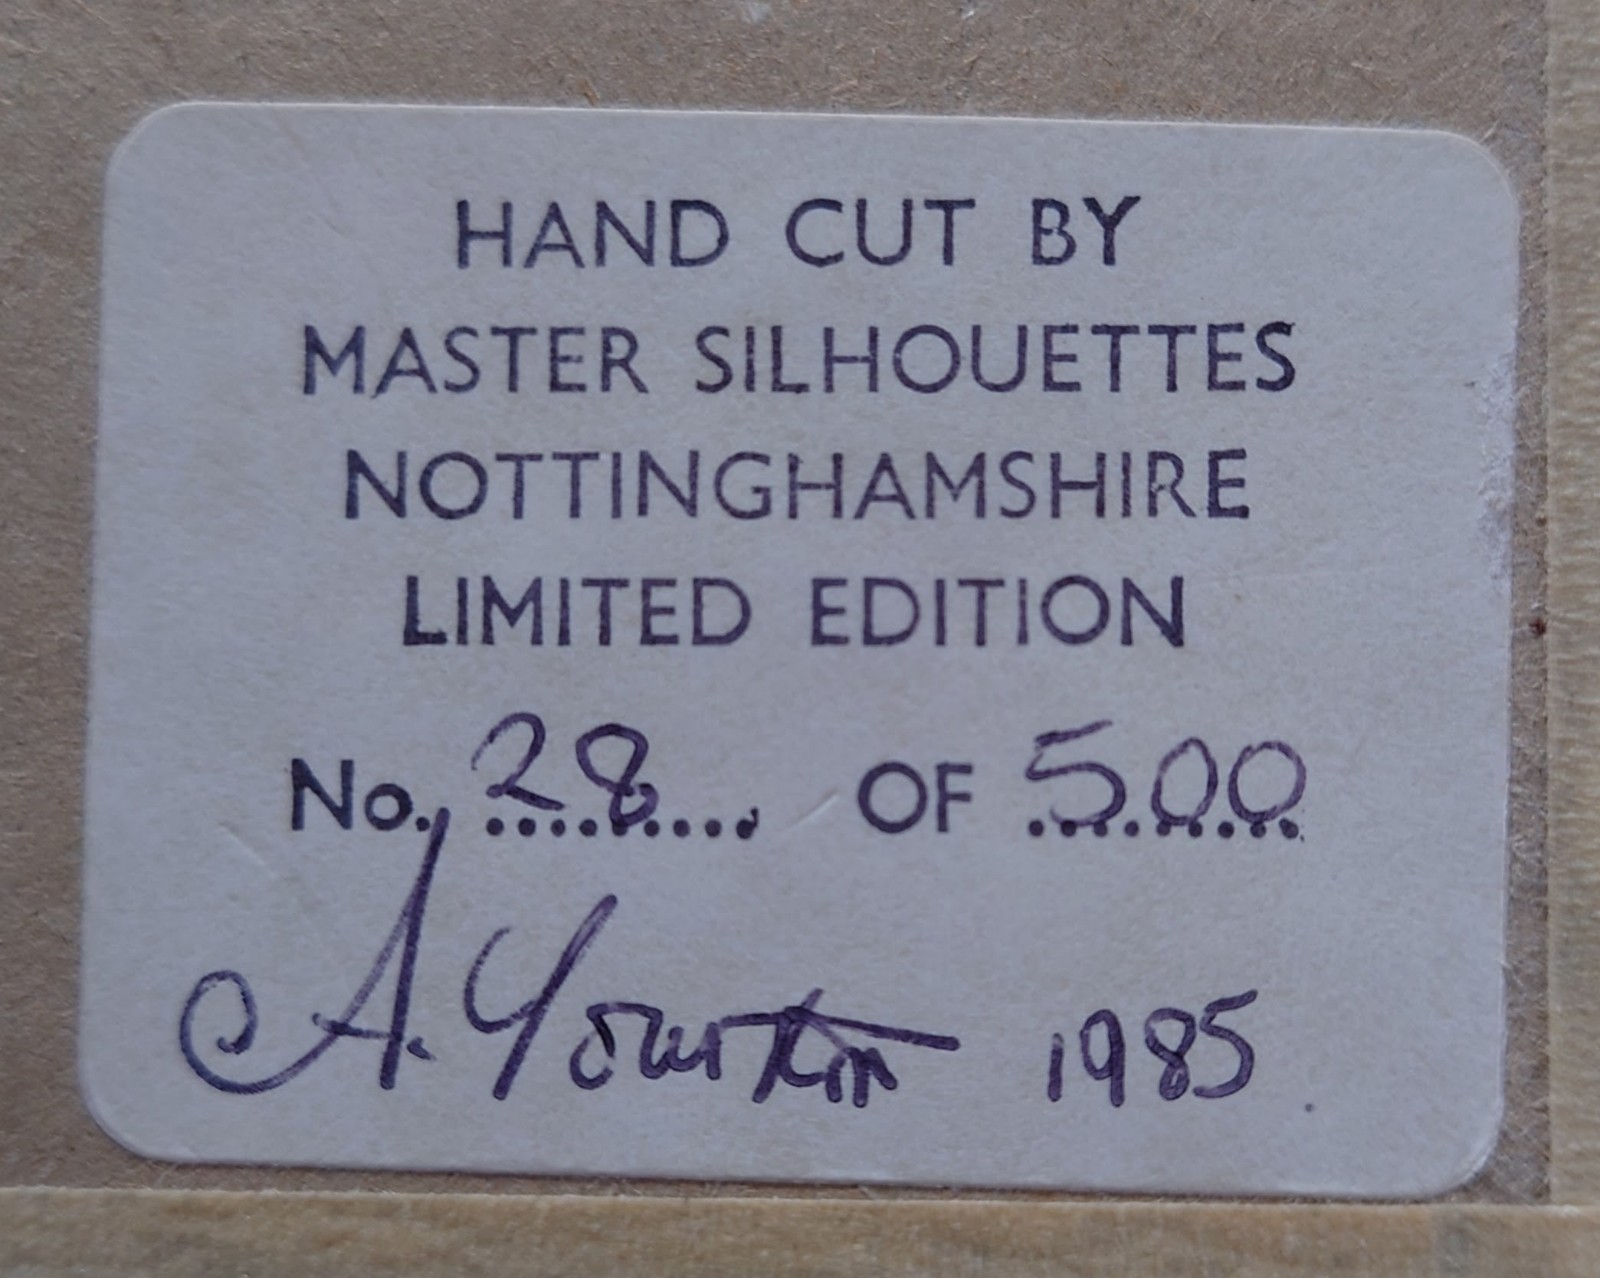 HAND CUT BY
MASTER SILHOUETTES
NOTTINGHAMSHIRE
LIMITED EDITION
No. 28 OF 500
A. 1985